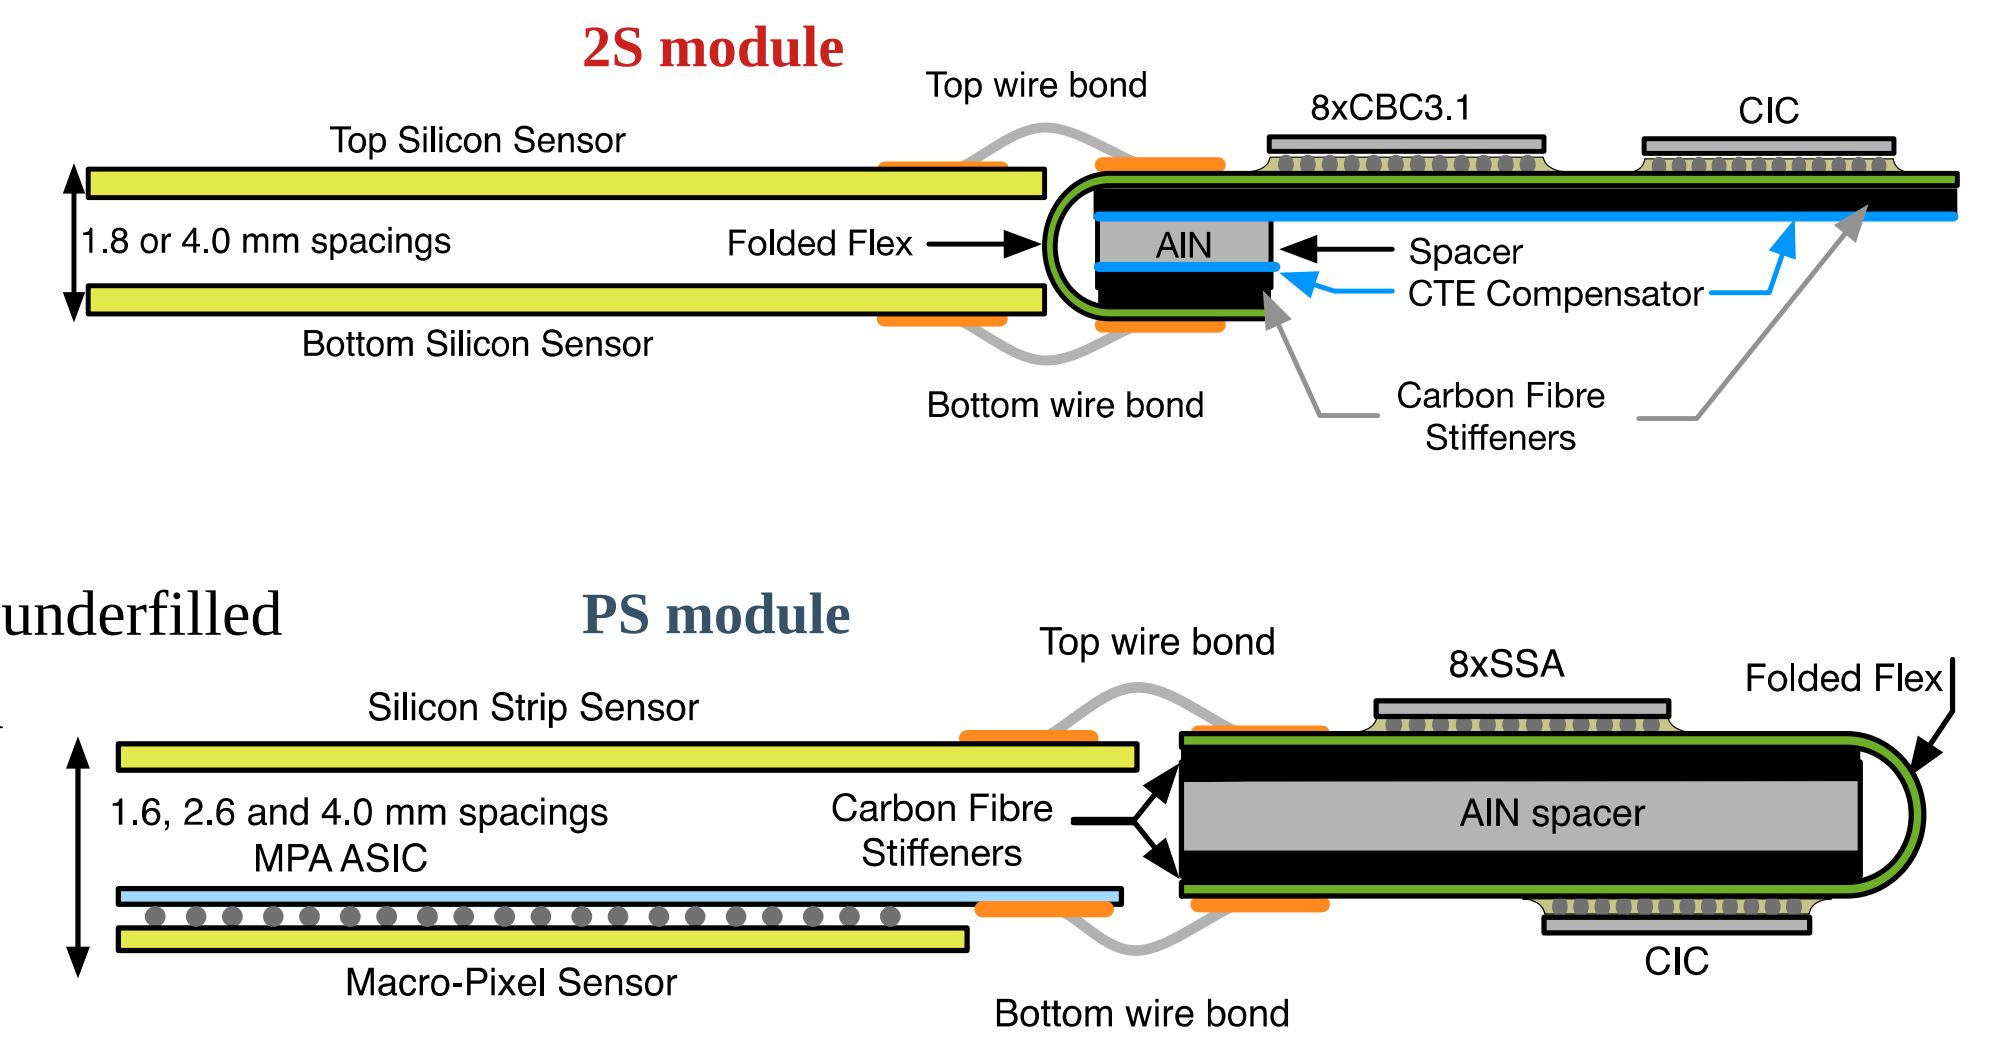 2S module
Top wire bond
8xCBC3.1
CIC
Top Silicon Sensor
1.8 or 4.0 mm spacings
Folded Flex
AlN
Spacer
CTE Compensator
Bottom Silicon Sensor
Bottom wire bond
Carbon Fibre
Stiffeners
underfilled
PS module
Top wire bond
8xSSA
Folded Flex
Silicon Strip Sensor
1.6, 2.6 and 4.0 mm spacings
MPA ASIC
Carbon Fibre
Stiffeners
AlN spacer
Macro-Pixel Sensor
CIC
Bottom wire bond